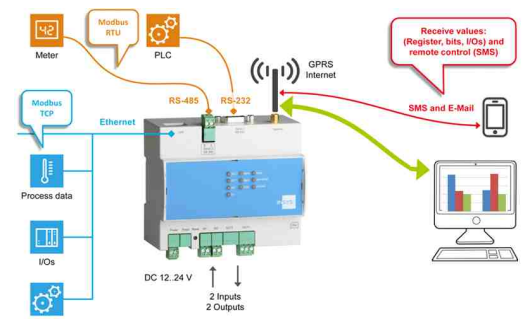 Modbus
RTU
42
Meter
PLC
GPRS
Internet
Receive values:
(Register, bits, I/Os) and
remote control (SMS)
RS-485
RS-232
SMS and E-Mail
Modbus
TCP
Ethernet
Process data
I/Os
DC 12..24 V
2 Inputs
2 Outputs